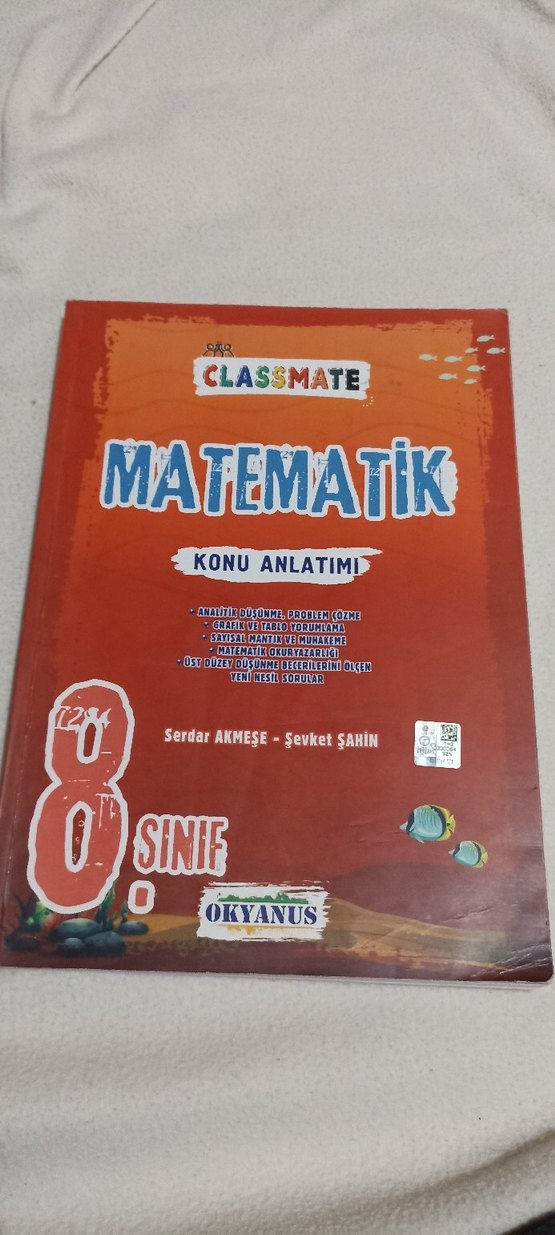 CLASSMATE
MATEMATİK
KONU ANLATIMI
• ANALİTİK DÜŞÜNME, PROBLEM ÇÖZME
• GRAFİK VE TABLO YORUMLAMA
• SAYISAL MANTIK VE MUHAKEME
• MATEMATİK OKURYAZARLIĞI
• ÜST DÜZEY DÜŞÜNME BECERİLERİNİ ÖLÇEN
YENİ NESİL SORULAR
Serdar AKMEŞE - Şevket ŞAHİN
8.
SINIF
OKYANUS